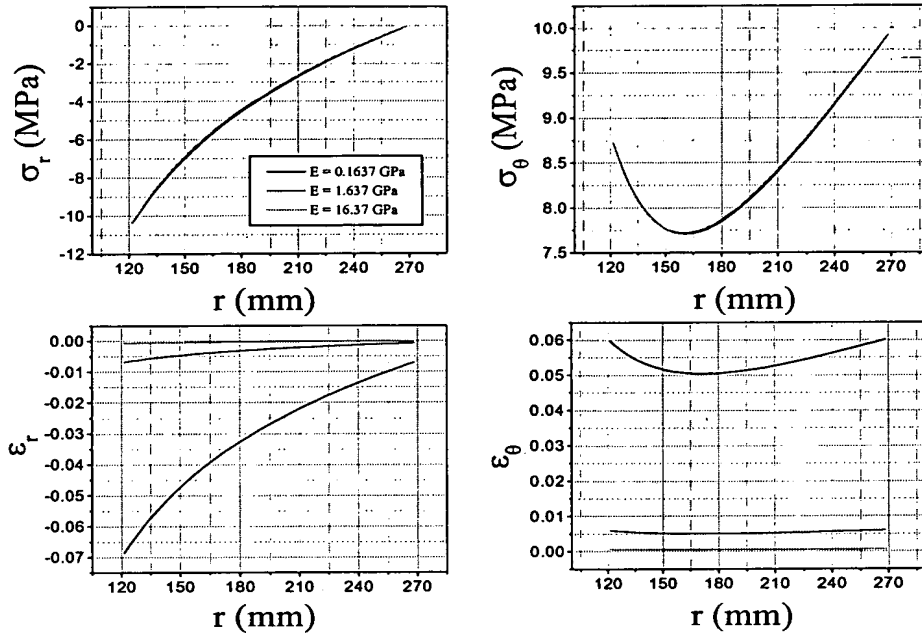 σr (MPa)
0
-2
-4
-6
-8
-10
-12
E = 0.1637 GPa
E = 1.637 GPa
E = 16.37 GPa
120 150 180 210 240 270
r (mm)
σθ (MPa)
10.0
9.5
9.0
8.5
8.0
7.5
120 150 180 210 240 270
r (mm)
εr
0.00
-0.01
-0.02
-0.03
-0.04
-0.05
-0.06
-0.07
120 150 180 210 240 270
r (mm)
εθ
0.06
0.05
0.04
0.03
0.02
0.01
0.00
120 150 180 210 240 270
r (mm)